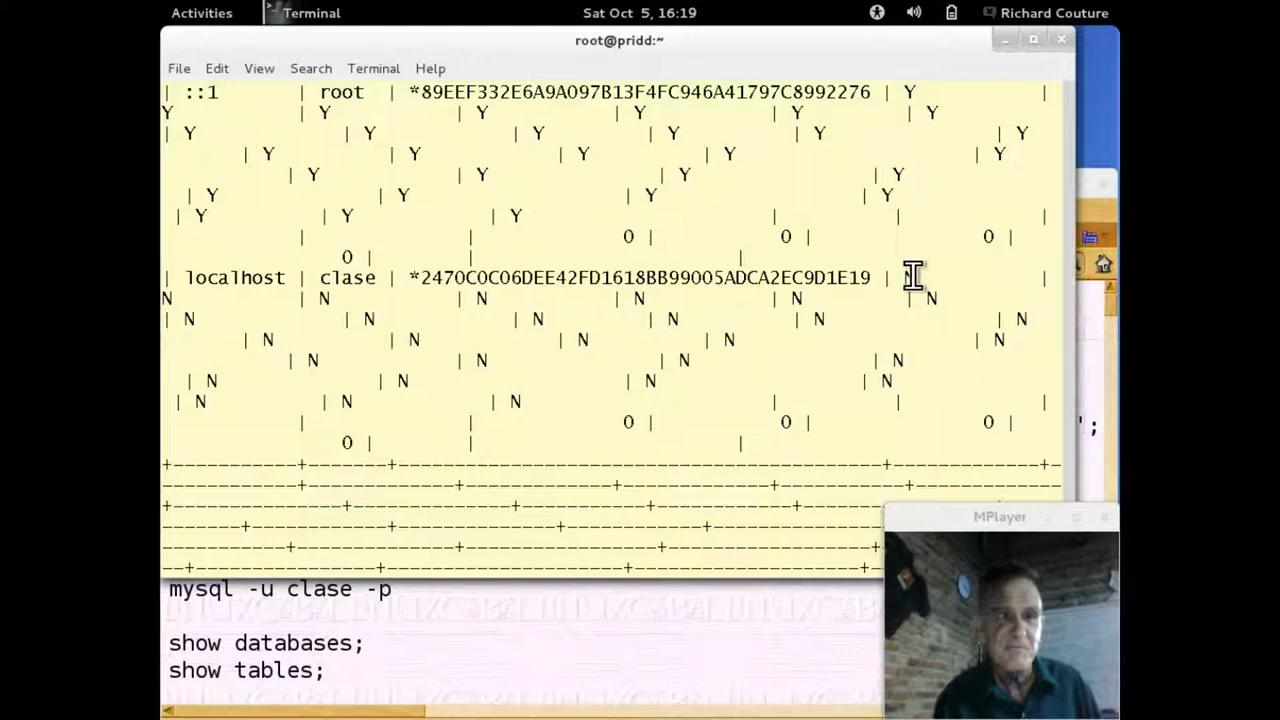 Activities Terminal Sat Oct 5, 16:19 Richard Couture
root@pridd:~
File Edit View Search Terminal Help
| ::1 | root | *89EEF332E6A9A097B13F4FC946A41797C8992276 | Y |
Y | Y | Y | Y | Y | Y
| Y | Y | Y | Y | Y | Y
| Y | Y | Y | Y | Y
| Y | Y | Y | Y
| Y | Y | Y | Y
| Y | Y | Y | | |
| | 0 | 0 | 0 |
0 | | |
| localhost | clase | *2470C0C06DEE42FD1618BB99005ADCA2EC9D1E19 | N |
N | N | N | N | N | N
| N | N | N | N | N | N
| N | N | N | N | N
| N | N | N | N
| N | N | N | N
| N | N | N | | |
| | 0 | 0 | 0 |
0 | | |
+------------+-------+-------------------------------------------+-------------+-
-------------------------+-------------+-------------+-----------+-------------
+---------------+--------------+---------+------------+--------------+
-------+------------+--------------+------------+
-----------+--------------+-----------------+------------------+
--+----------------+---------------------+--------------------+
';
MPlayer
mysql -u clase -p
show databases;
show tables;